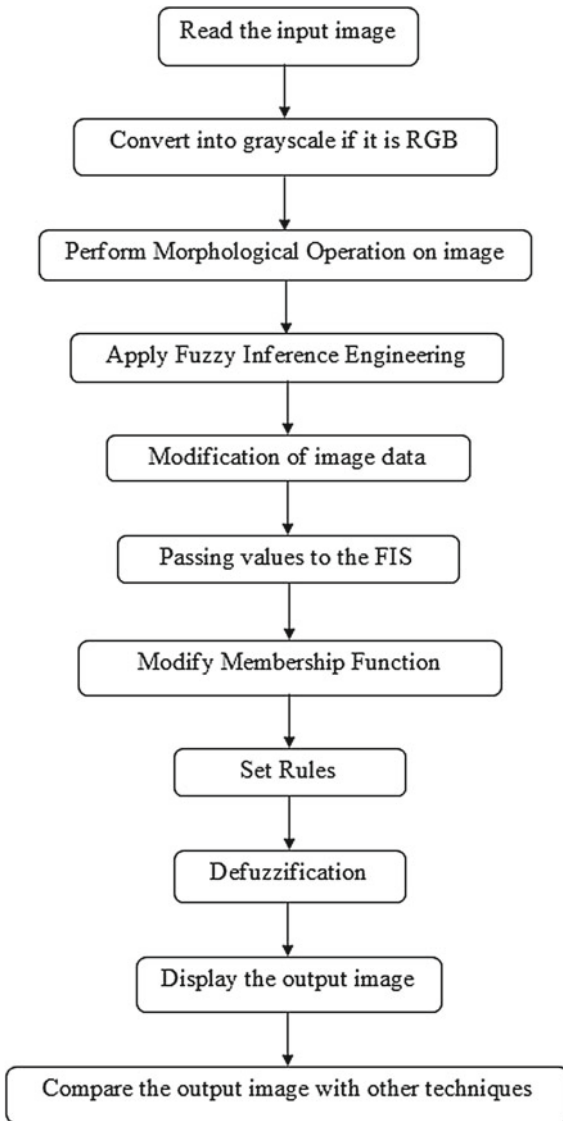 Read the input image
Convert into grayscale if it is RGB
Perform Morphological Operation on image
Apply Fuzzy Inference Engineering
Modification of image data
Passing values to the FIS
Modify Membership Function
Set Rules
Defuzzification
Display the output image
Compare the output image with other techniques